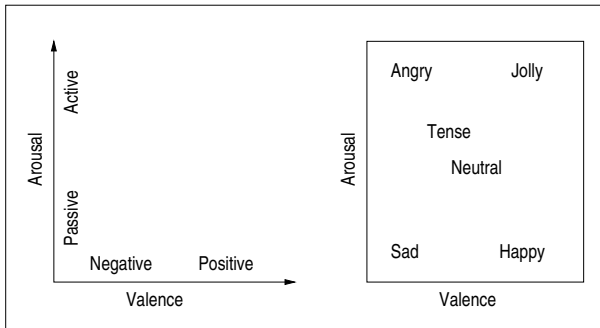 Arousal
Active
Passive
Negative Positive
Valence
Arousal
Angry Jolly
Tense
Neutral
Sad Happy
Valence